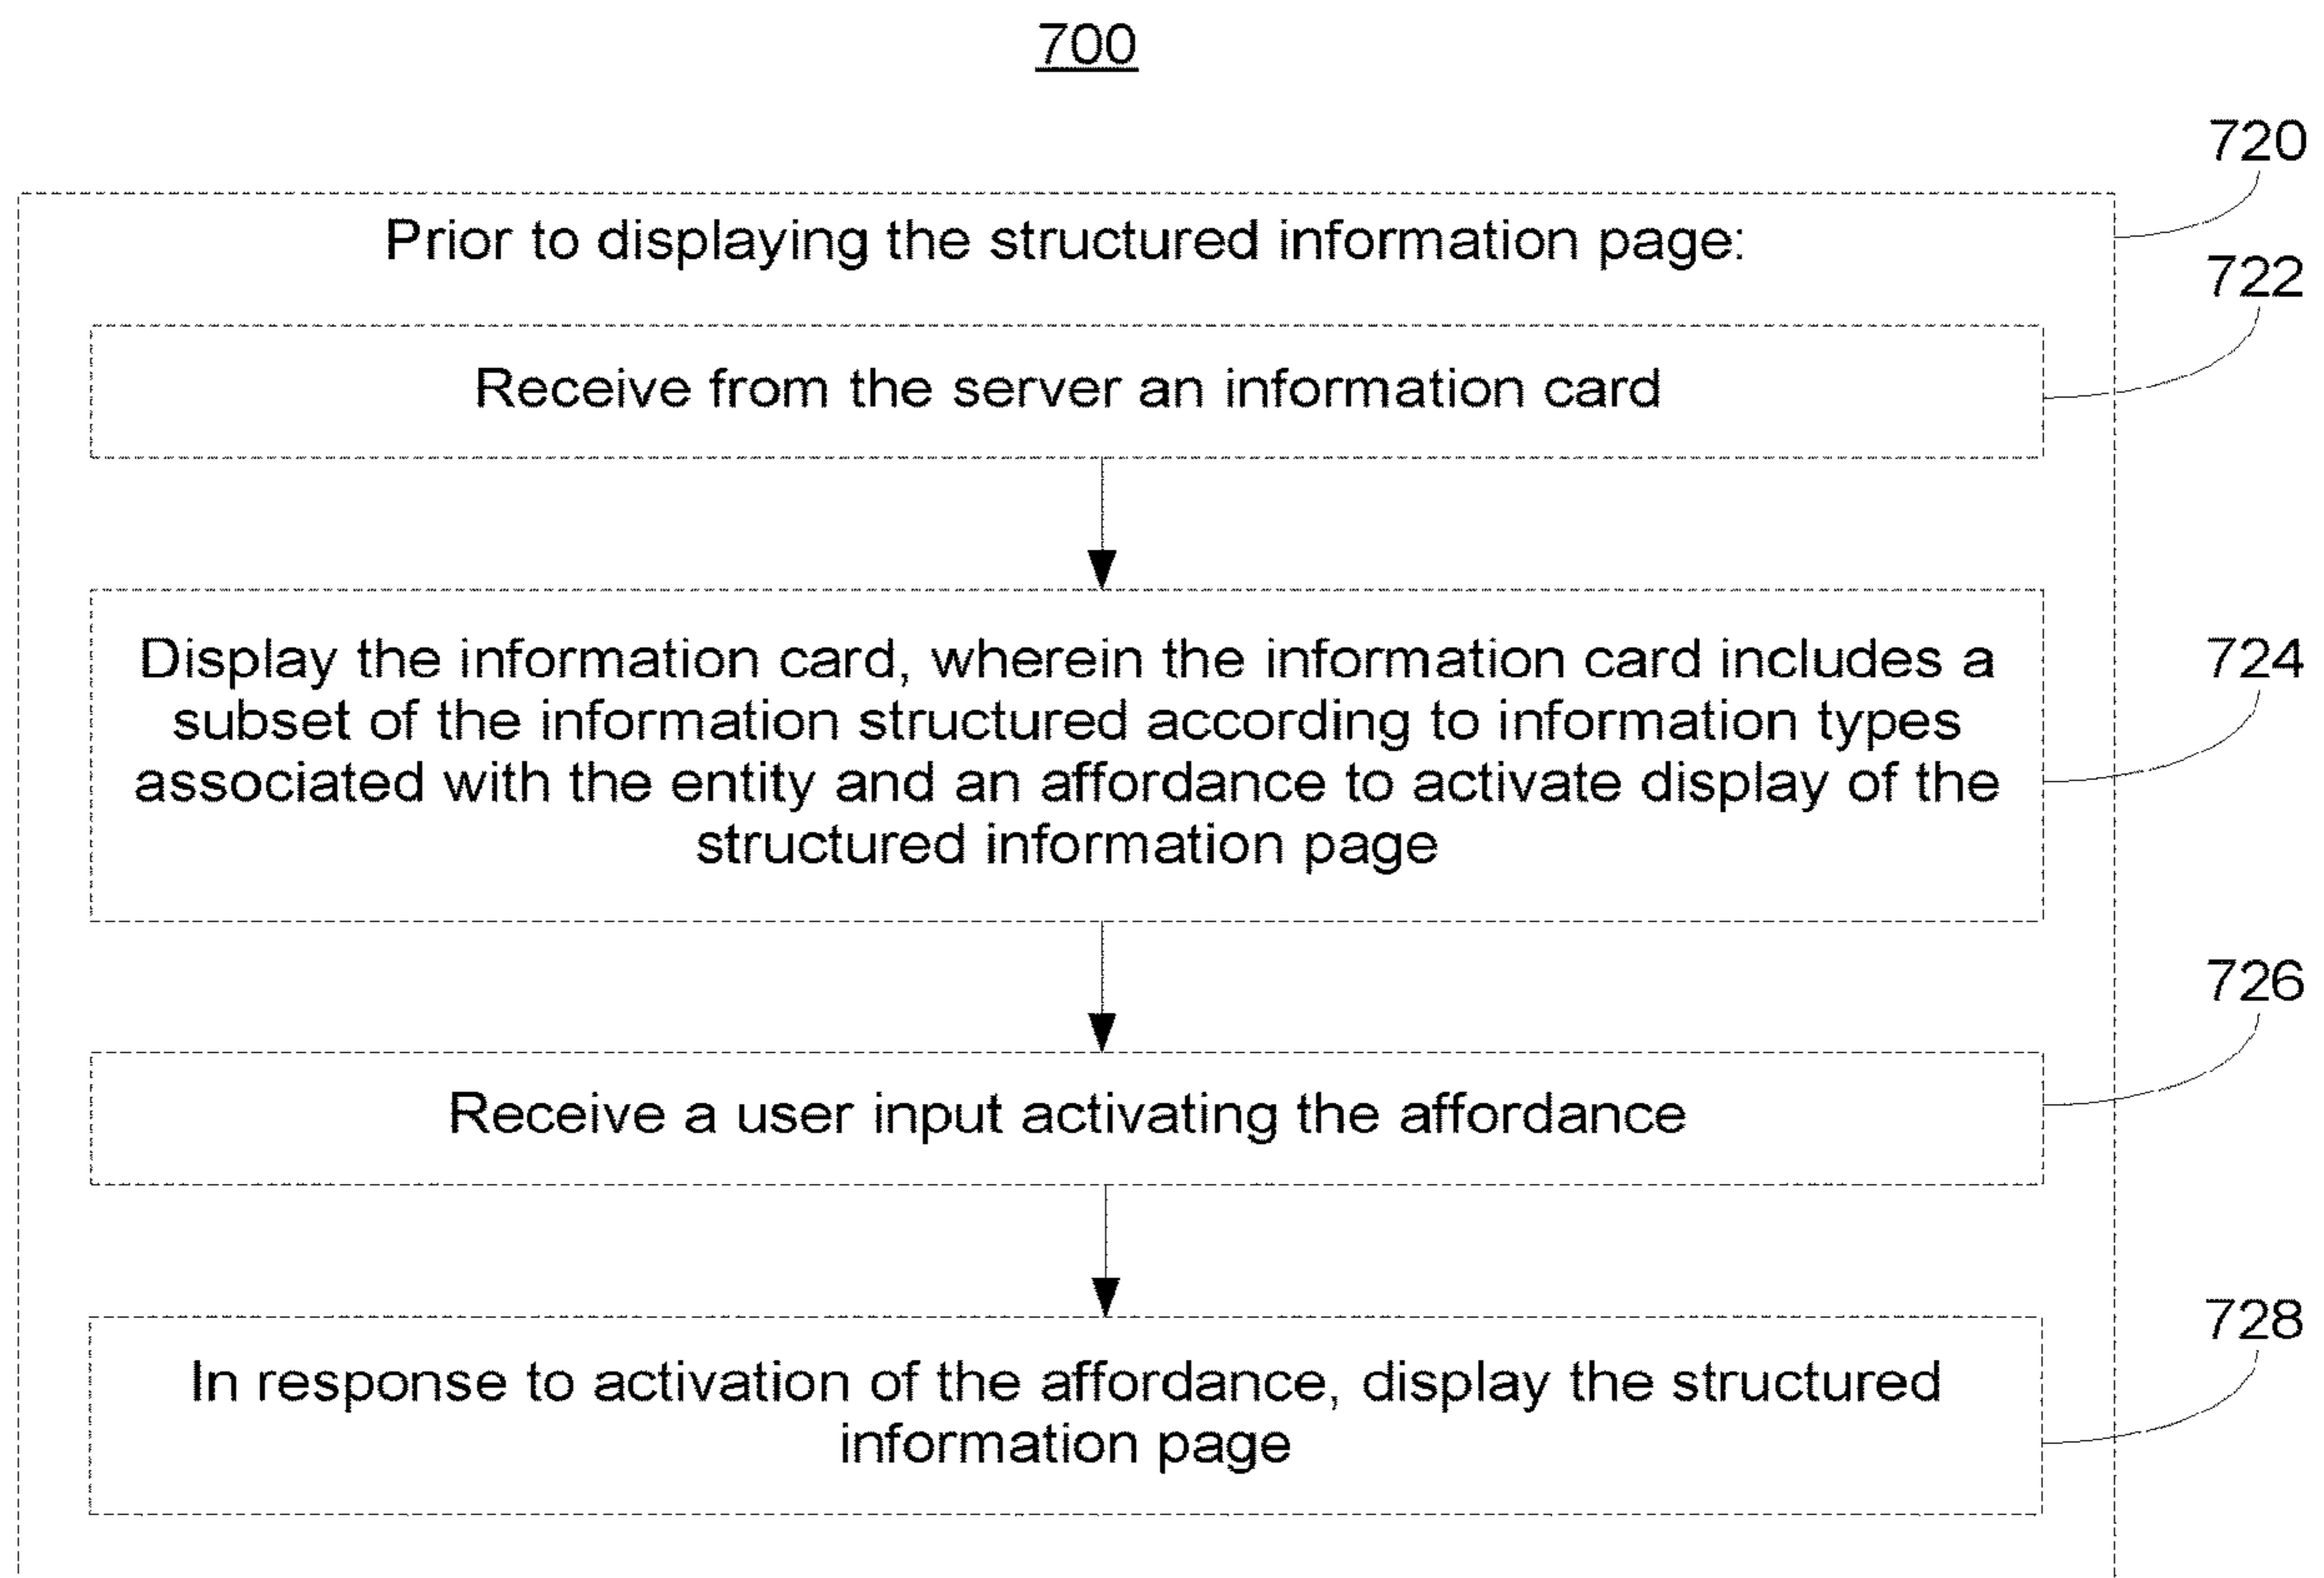 700
720
Prior to displaying the structured information page:
722
Receive from the server an information card
Display the information card, wherein the information card includes a
724
subset of the information structured according to information types
associated with the entity and an affordance to activate display of the
structured information page
726
Receive a user input activating the affordance
728
In response to activation of the affordance, display the structured
information page